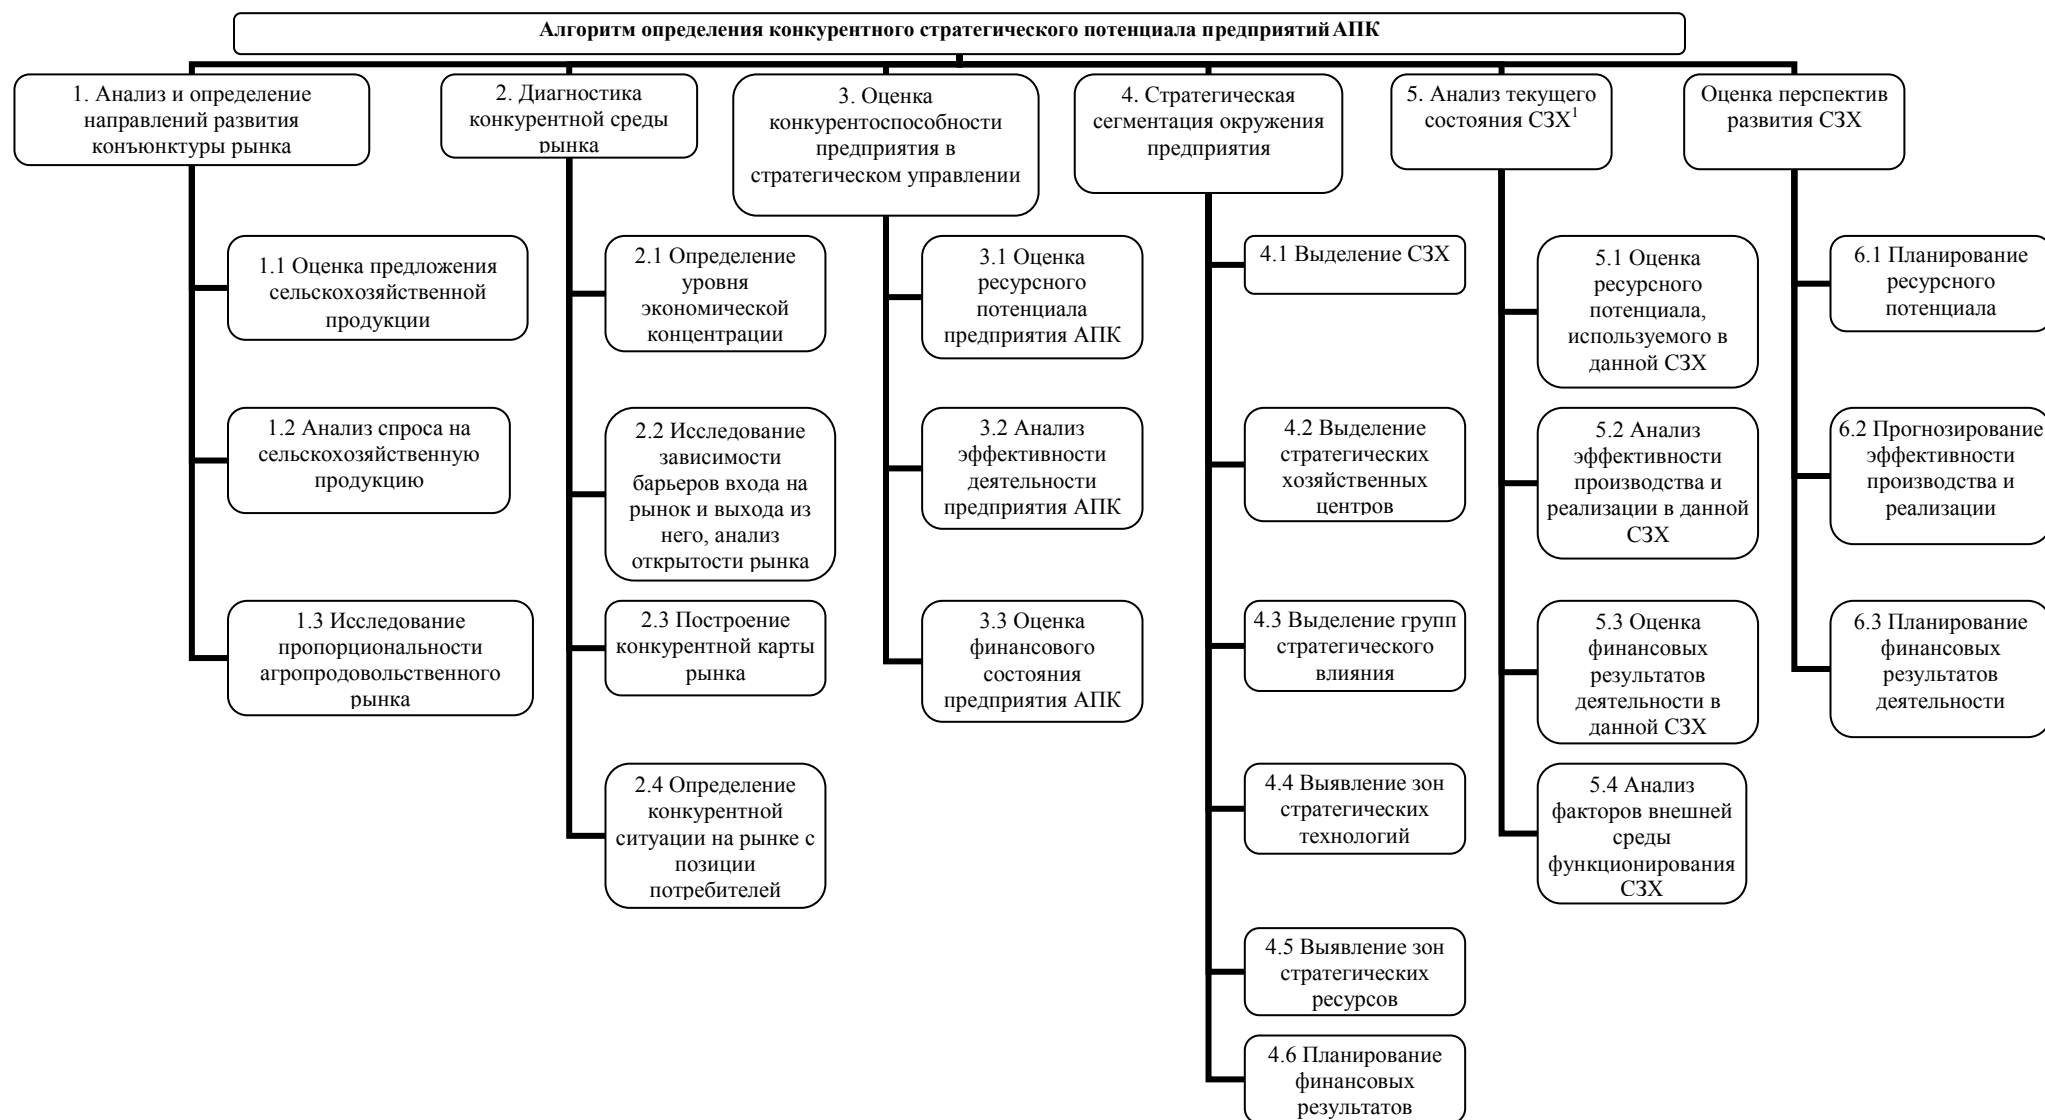 Алгоритм определения конкурентного стратегического потенциала предприятий АПК
1. Анализ и определение
направлений развития
конъюнктуры рынка
2. Диагностика
конкурентной среды
рынка
3. Оценка
конкурентоспособности
предприятия в
стратегическом управлении
4. Стратегическая
сегментация окружения
предприятия
5. Анализ текущего
состояния СЗХ¹
Оценка перспектив
развития СЗХ
1.1 Оценка предложения
сельскохозяйственной
продукции
1.2 Анализ спроса на
сельскохозяйственную
продукцию
1.3 Исследование
пропорциональности
агропродовольственного
рынка
2.1 Определение
уровня
экономической
концентрации
2.2 Исследование
зависимости
барьеров входа на
рынок и выхода из
него, анализ
открытости рынка
2.3 Построение
конкурентной карты
рынка
2.4 Определение
конкурентной
ситуации на рынке с
позиции
потребителей
3.1 Оценка
ресурсного
потенциала
предприятия АПК
3.2 Анализ
эффективности
деятельности
предприятия АПК
3.3 Оценка
финансового
состояния
предприятия АПК
4.1 Выделение СЗХ
4.2 Выделение
стратегических
хозяйственных
центров
4.3 Выделение групп
стратегического
влияния
4.4 Выявление зон
стратегических
технологий
4.5 Выявление зон
стратегических
ресурсов
4.6 Планирование
финансовых
результатов
5.1 Оценка
ресурсного
потенциала,
используемого в
данной СЗХ
5.2 Анализ
эффективности
производства и
реализации в данной
СЗХ
5.3 Оценка
финансовых
результатов
деятельности в
данной СЗХ
5.4 Анализ
факторов внешней
среды
функционирования
СЗХ
6.1 Планирование
ресурсного
потенциала
6.2 Прогнозирование
эффективности
производства и
реализации
6.3 Планирование
финансовых
результатов
деятельности